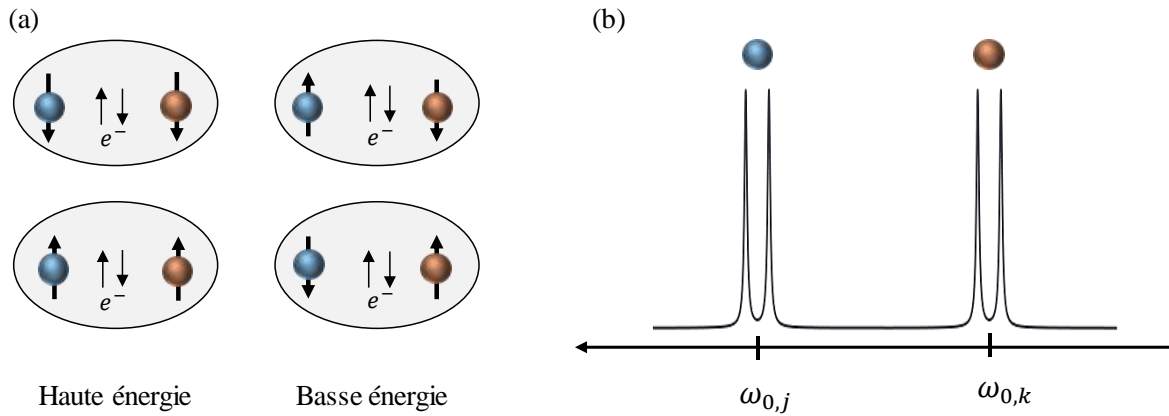 (a)
(b)
e⁻
e⁻
e⁻
e⁻
Haute énergie
Basse énergie
ω₀,ⱼ
ω₀,ₖ